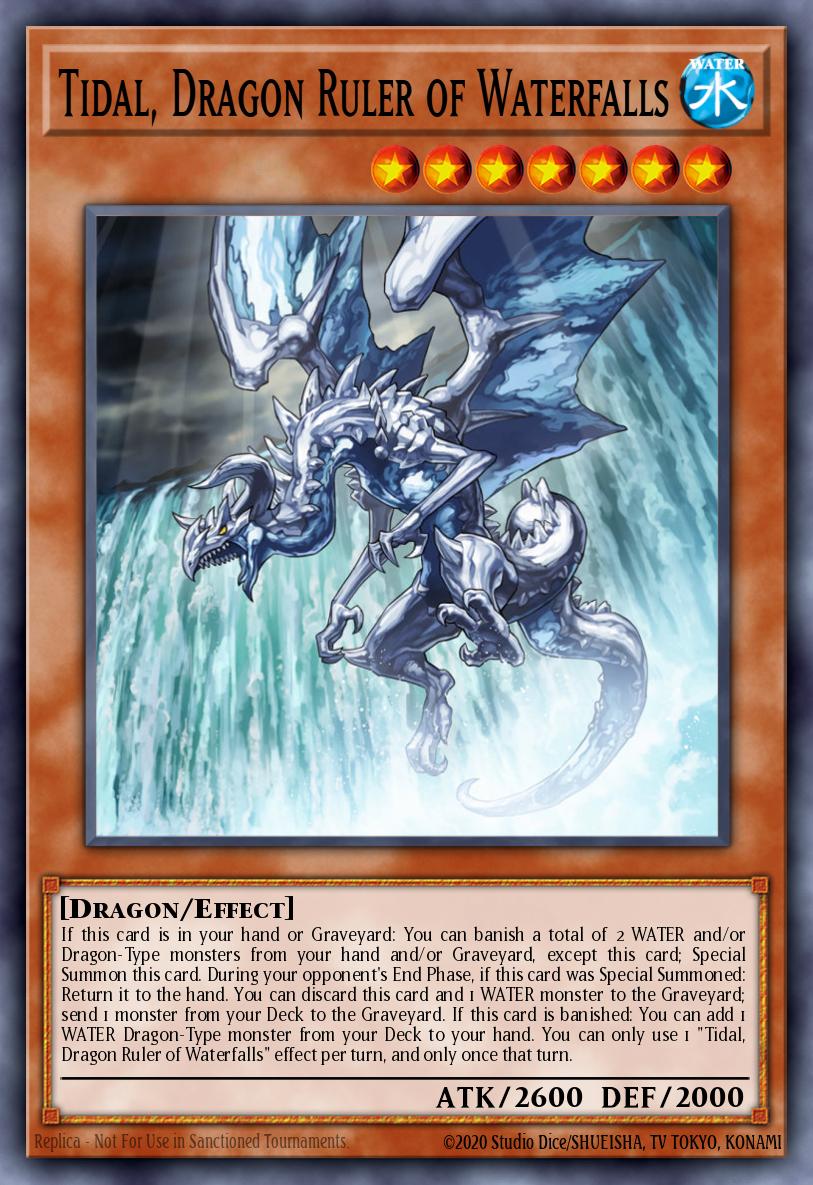 Tidal, Dragon Ruler of Waterfalls
WATER
水
[Dragon/Effect]
If this card is in your hand or Graveyard: You can banish a total of 2 WATER and/or
Dragon-Type monsters from your hand and/or Graveyard, except this card; Special
Summon this card. During your opponent's End Phase, if this card was Special Summoned:
Return it to the hand. You can discard this card and 1 WATER monster to the Graveyard;
send 1 monster from your Deck to the Graveyard. If this card is banished: You can add 1
WATER Dragon-Type monster from your Deck to your hand. You can only use 1 "Tidal,
Dragon Ruler of Waterfalls" effect per turn, and only once that turn.
ATK/2600 DEF/2000
Replica - Not For Use in Sanctioned Tournaments.
©2020 Studio Dice/SHUEISHA, TV TOKYO, KONAMI